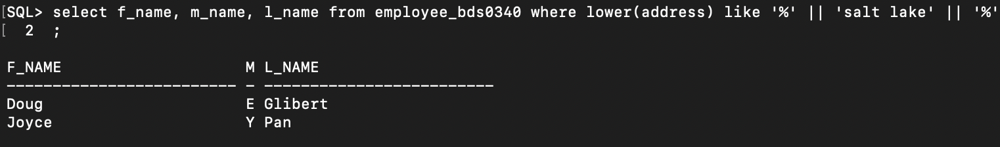 SQL> select f_name, m_name, l_name from employee_bds0340 where lower(address) like '%' || 'salt lake' || '%'
  2  ;
F_NAME                    M L_NAME
------------------------- - -------------------------
Doug                      E Glibert
Joyce                     Y Pan